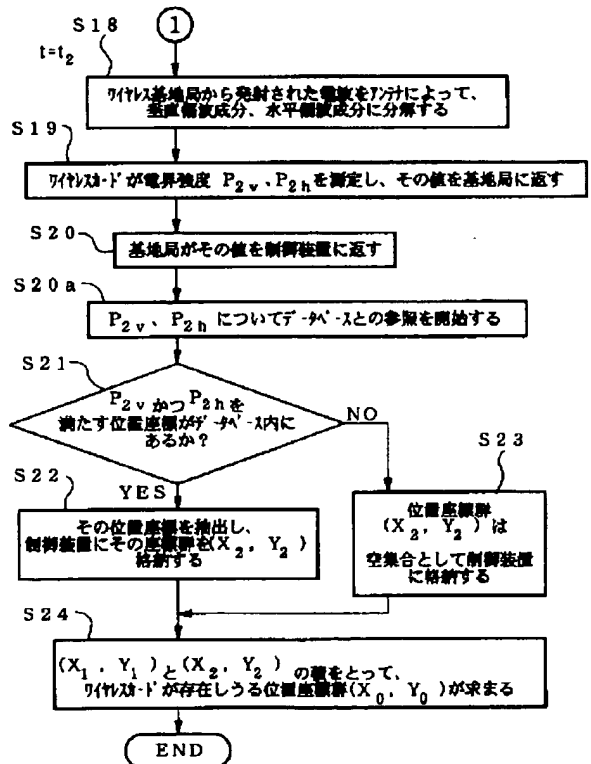 S18
1
t=t2
ワイヤレス基地局から発射された電波をアンテナによって、
垂直偏波成分、水平偏波成分に分解する
S19
ワイヤレスカードが電界強度 P2v、P2hを測定し、その値を基地局に返す
S20
基地局がその値を制御装置に返す
S20a
P2v、P2h についてデータベースとの参照を開始する
S21
P2v かつ P2hを
満たす位置座標がデータベース内に
あるか?
NO
S23
S22
YES
その位置座標を抽出し、
制御装置にその座標群を(X2, Y2)
格納する
位置座標群
(X2, Y2) は
空集合として制御装置
に格納する
S24
(X1, Y1)と(X2, Y2) の積をとって、
ワイヤレスカードが存在しうる位置座標群(X0, Y0)が求まる
END